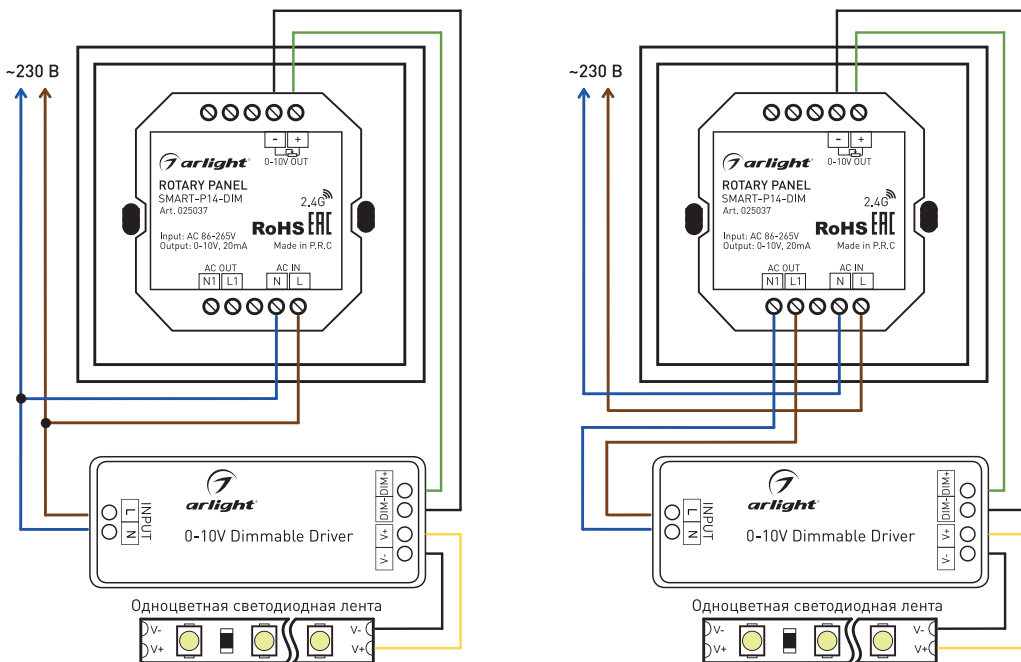 ~230 В
- +
0-10V OUT
arlight
ROTARY PANEL
SMART-P14-DIM
Art. 025037
2.4G
RoHS EAC
Input: AC 86-265V
Output: 0-10V, 20mA
Made in P.R.C
AC OUT
AC IN
N1 L1 N L
INPUT
L
N
arlight
0-10V Dimmable Driver
DIM+
DIM-
V+
V-
Одноцветная светодиодная лента
V- V-
V+ V+
~230 В
- +
0-10V OUT
arlight
ROTARY PANEL
SMART-P14-DIM
Art. 025037
2.4G
RoHS EAC
Input: AC 86-265V
Output: 0-10V, 20mA
Made in P.R.C
AC OUT
AC IN
N1 L1 N L
INPUT
L
N
arlight
0-10V Dimmable Driver
DIM+
DIM-
V+
V-
Одноцветная светодиодная лента
V- V-
V+ V+